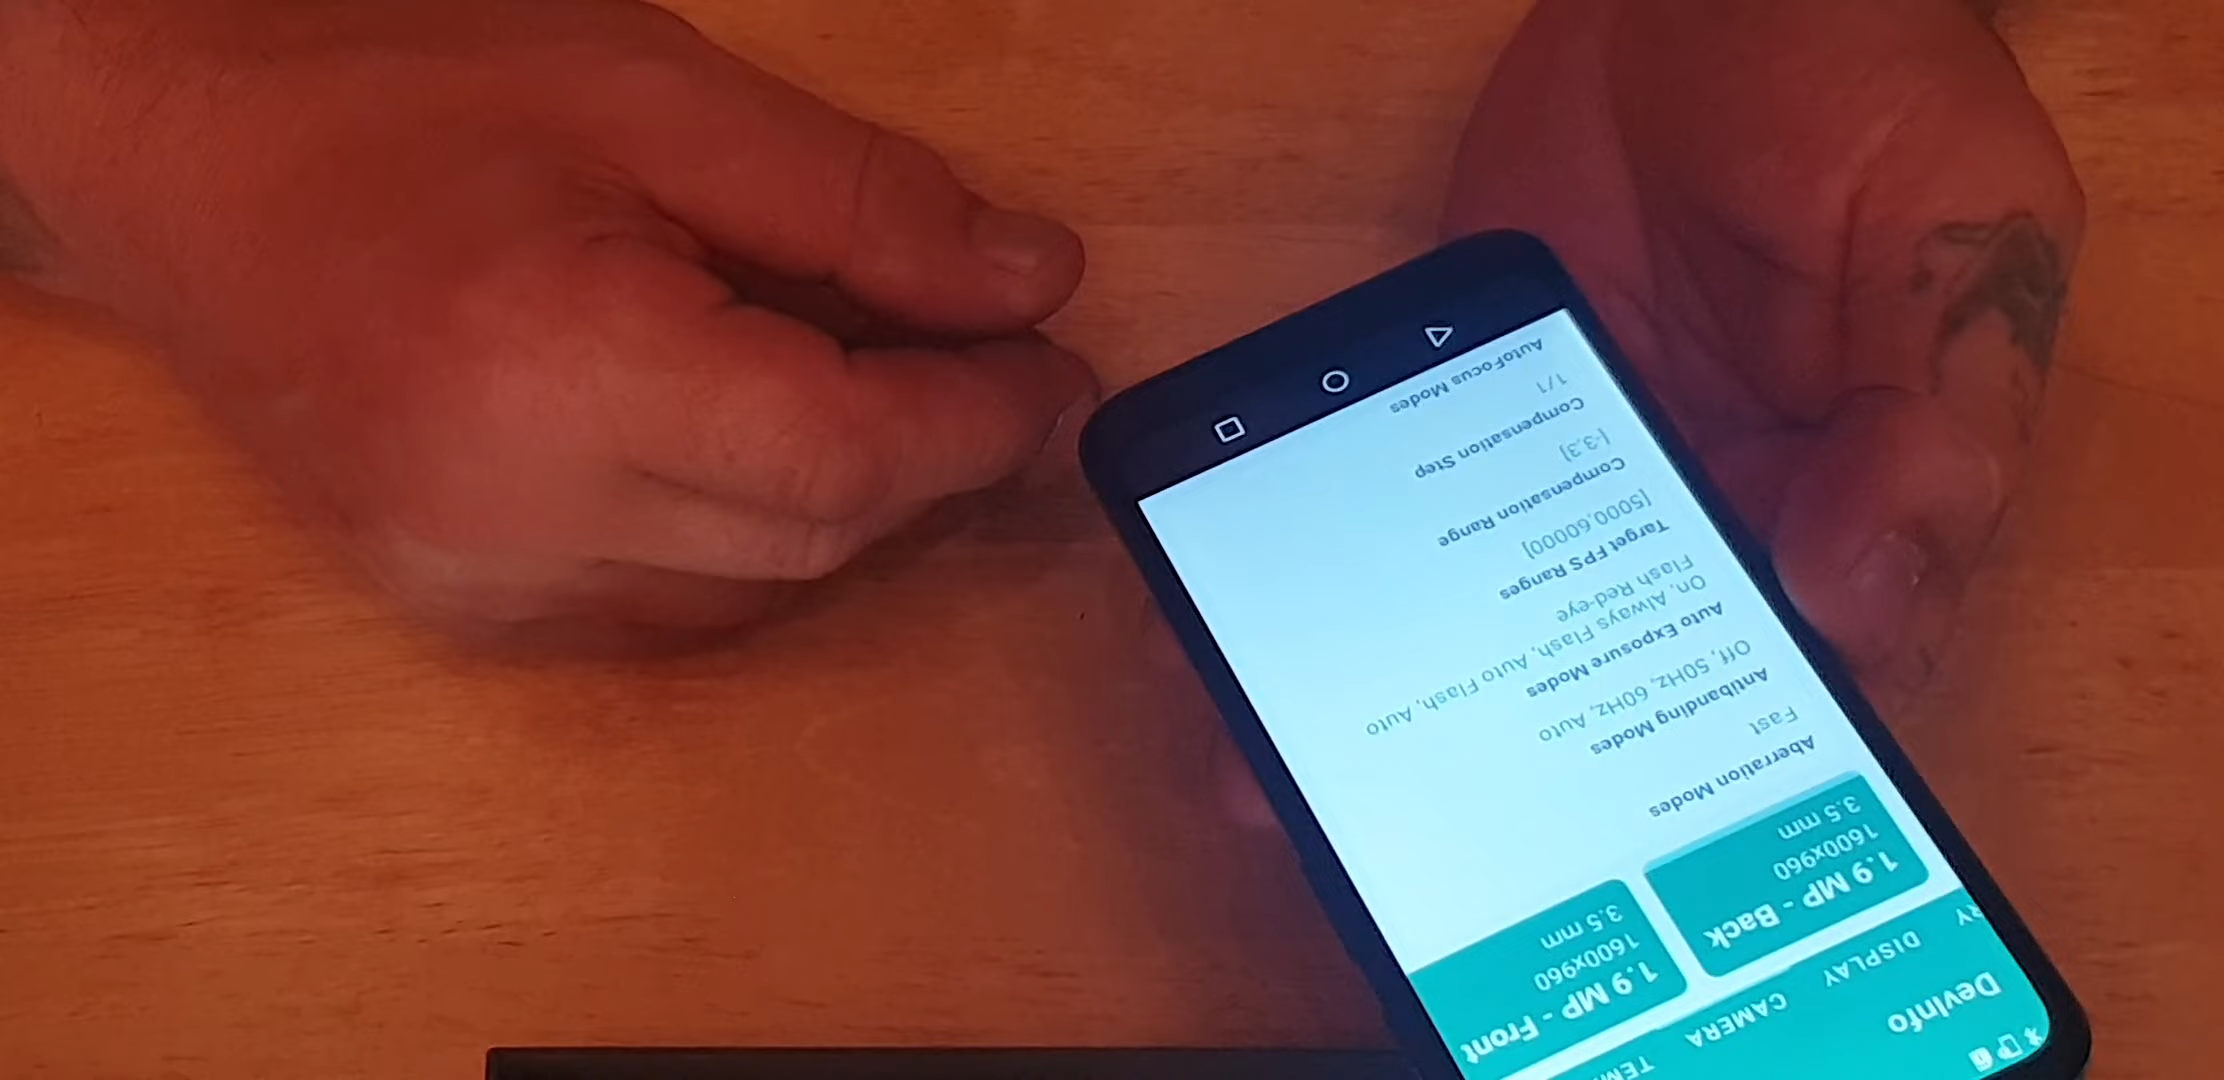 DevInfo
RY
DISPLAY
CAMERA
TEM
1.9 MP - Back
1600x960
3.5 mm
1.9 MP - Front
1600x960
3.5 mm
Aberration Modes
Fast
Antibanding Modes
Off, 50Hz, 60Hz, Auto
Auto Exposure Modes
On, Always Flash, Auto Flash, Auto
Flash Red-eye
Target FPS Ranges
[5000,60000]
Compensation Range
[-3,3]
Compensation Step
1/1
AutoFocus Modes